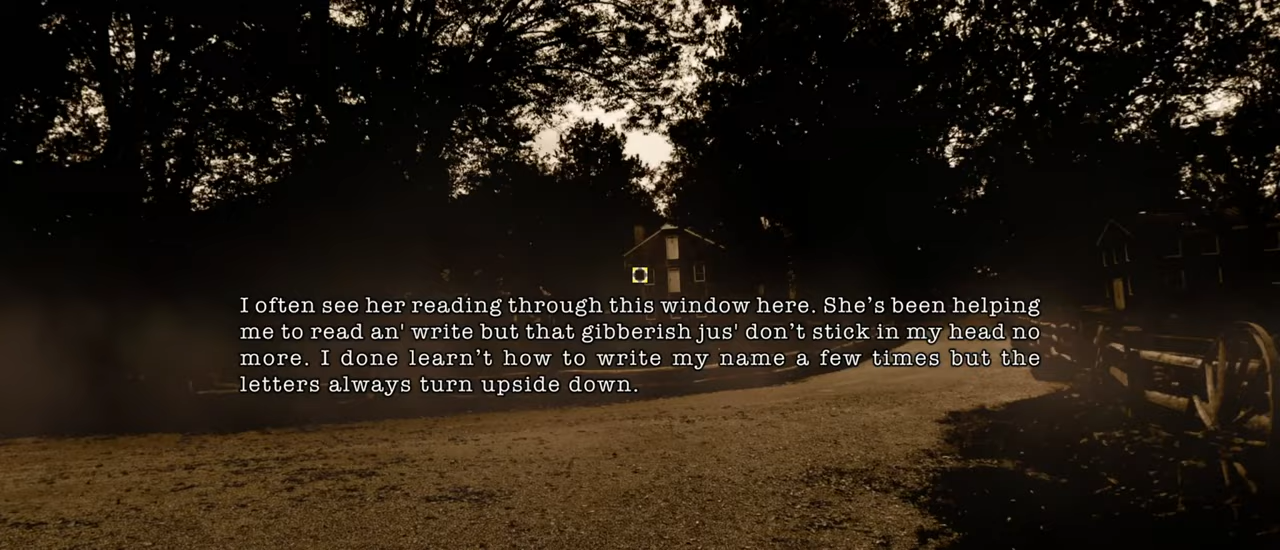 I often see her reading through this window here. She’s been helping
me to read an' write but that gibberish jus' don’t stick in my head no
more. I done learn’t how to write my name a few times but the
letters always turn upside down.